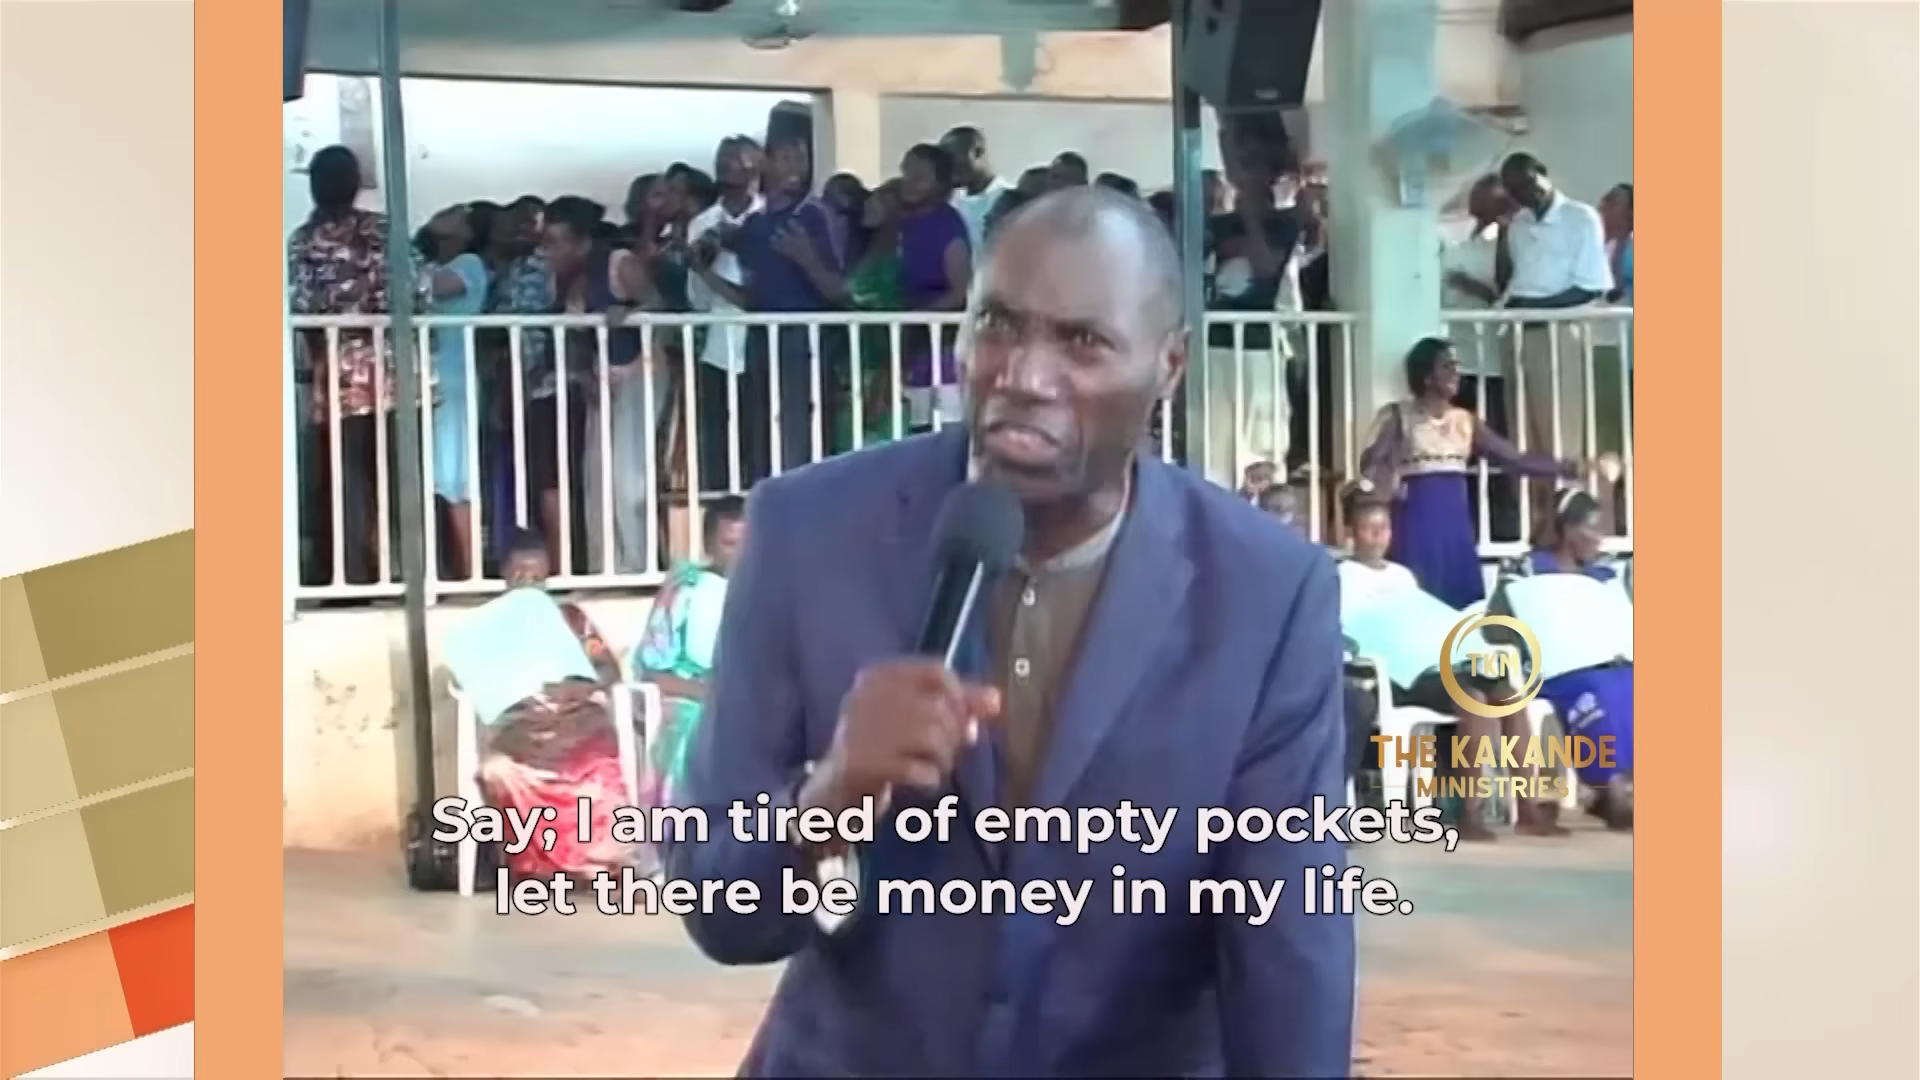 TKM
THE KAKANDE
MINISTRIES
Say; I am tired of empty pockets,
let there be money in my life.